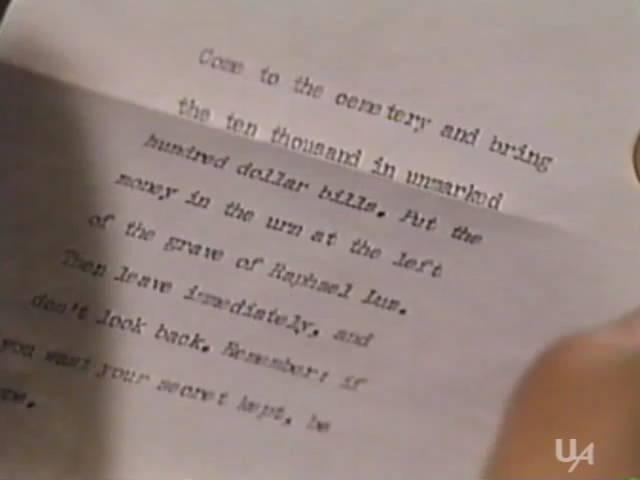 Come to the cemetery and bring
the ten thousand in unmarked
hundred dollar bills. Put the
money in the urn at the left
of the grave of Raphael Lum.
Then leave immediately, and
don't look back. Remember: if
you want your secret kept, be
UA